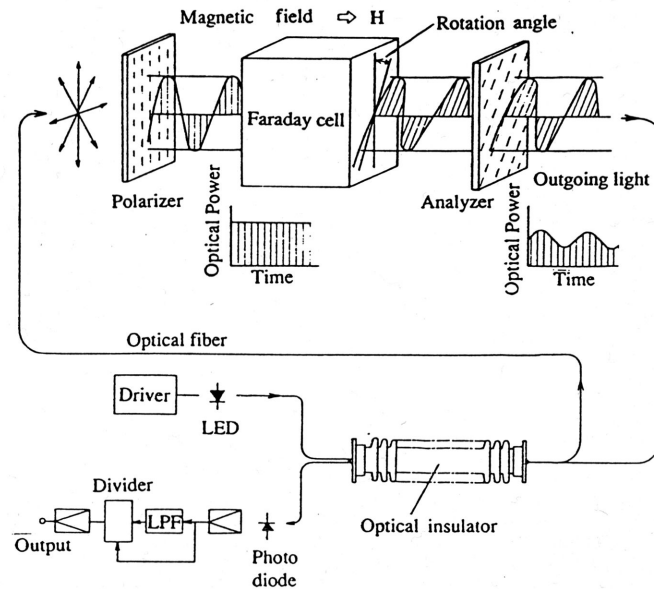 Magnetic field ⇨ H
Rotation angle
Faraday cell
Polarizer
Analyzer
Outgoing light
Optical Power
Time
Optical Power
Time
Optical fiber
Driver
LED
Divider
LPF
Output
Photo
diode
Optical insulator